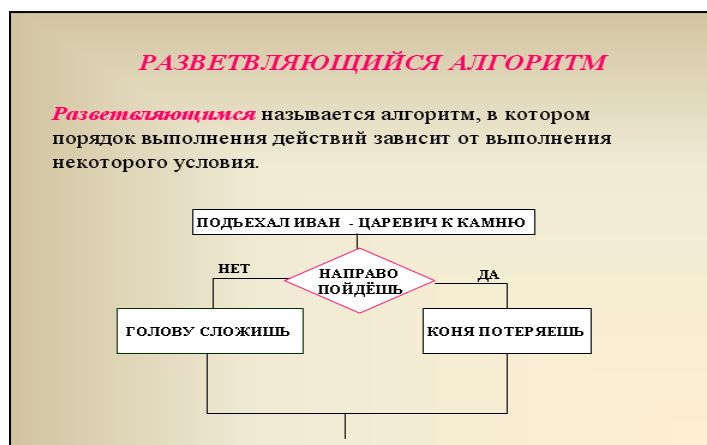 РАЗВЕТВЛЯЮЩИЙСЯ АЛГОРИТМ
Разветвляющимся называется алгоритм, в котором
порядок выполнения действий зависит от выполнения
некоторого условия.
ПОДЪЕХАЛ ИВАН - ЦАРЕВИЧ К КАМНЮ
НЕТ
НАПРАВО
ПОЙДЁШЬ
ДА
ГОЛОВУ СЛОЖИШЬ
КОНЯ ПОТЕРЯЕШЬ